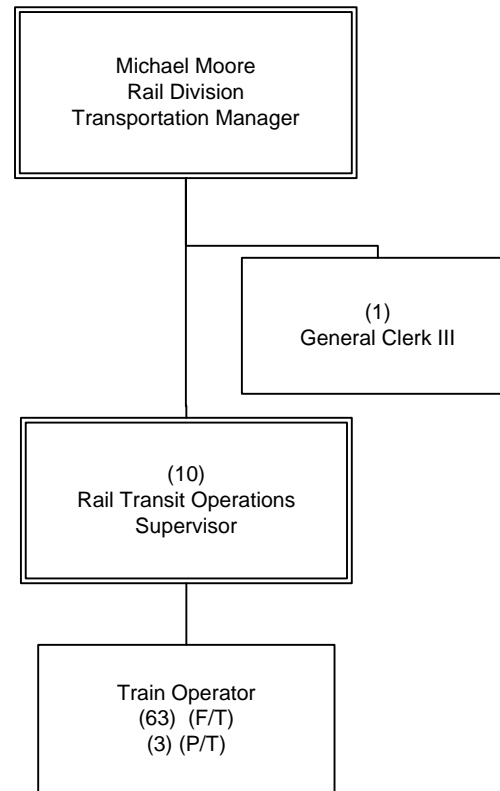 Michael Moore
Rail Division
Transportation Manager
(1)
General Clerk III
(10)
Rail Transit Operations
Supervisor
Train Operator
(63) (F/T)
(3) (P/T)